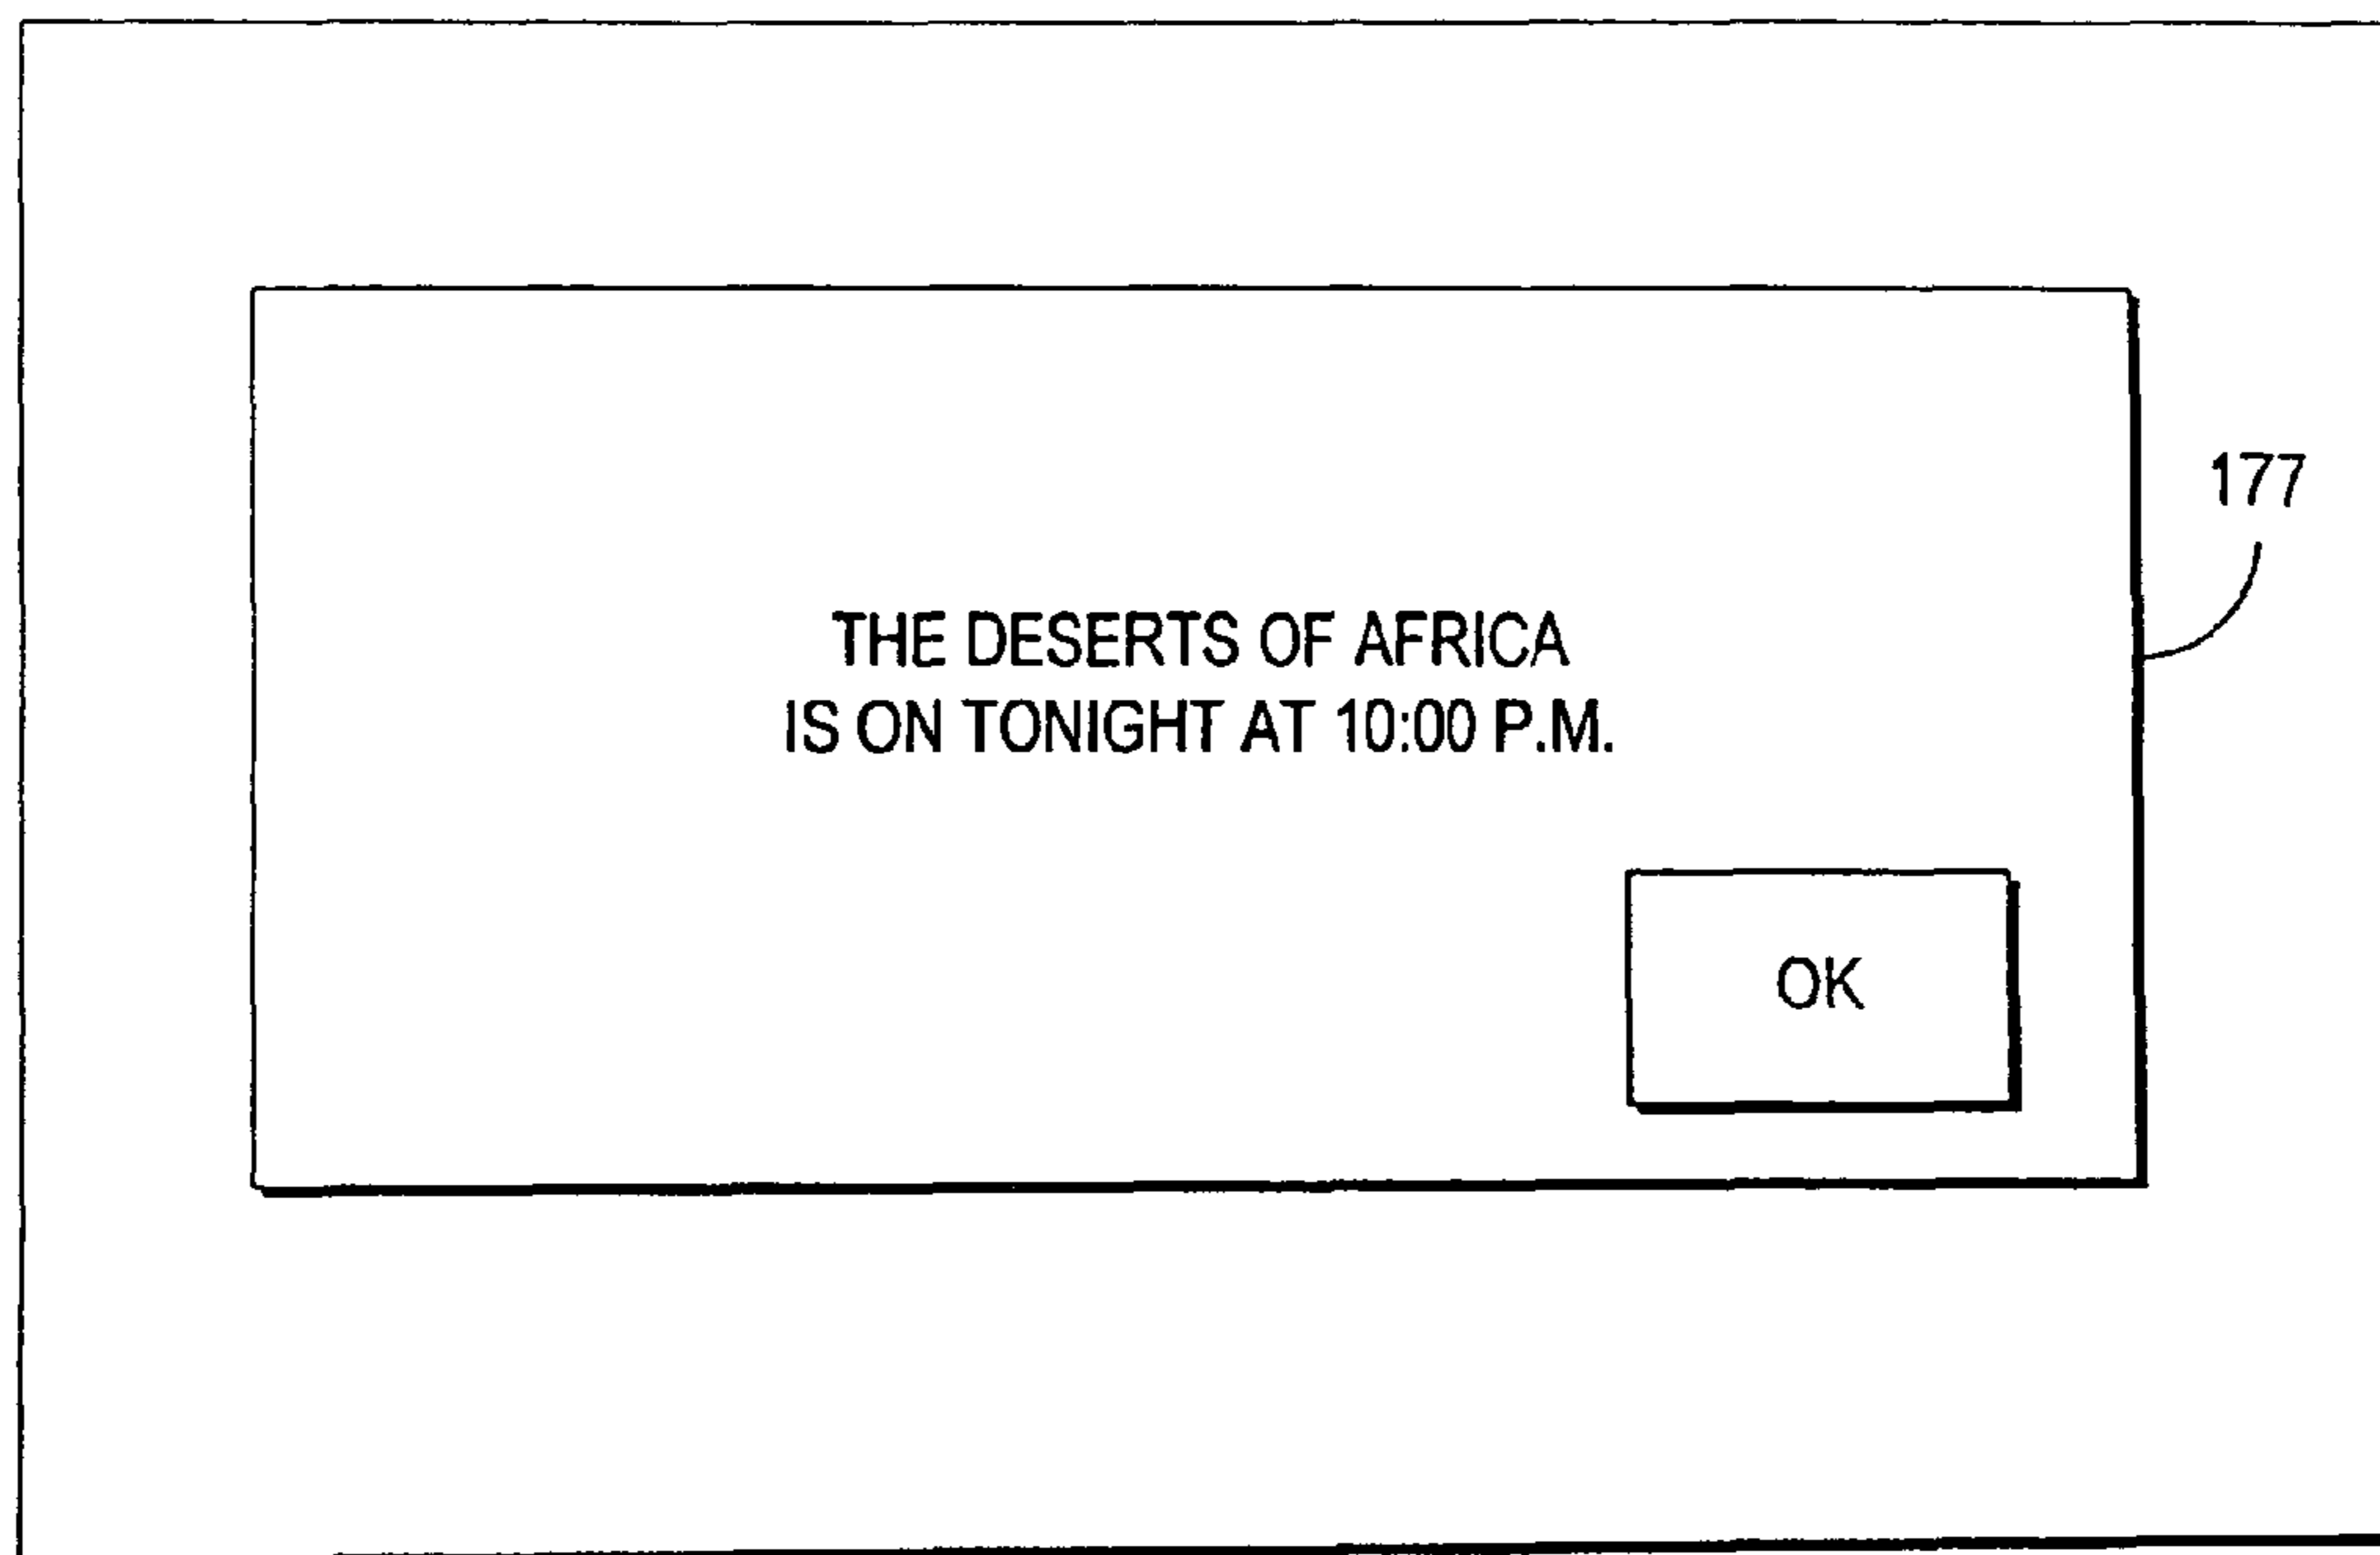 177
THE DESERTS OF AFRICA
IS ON TONIGHT AT 10:00 P.M.
OK